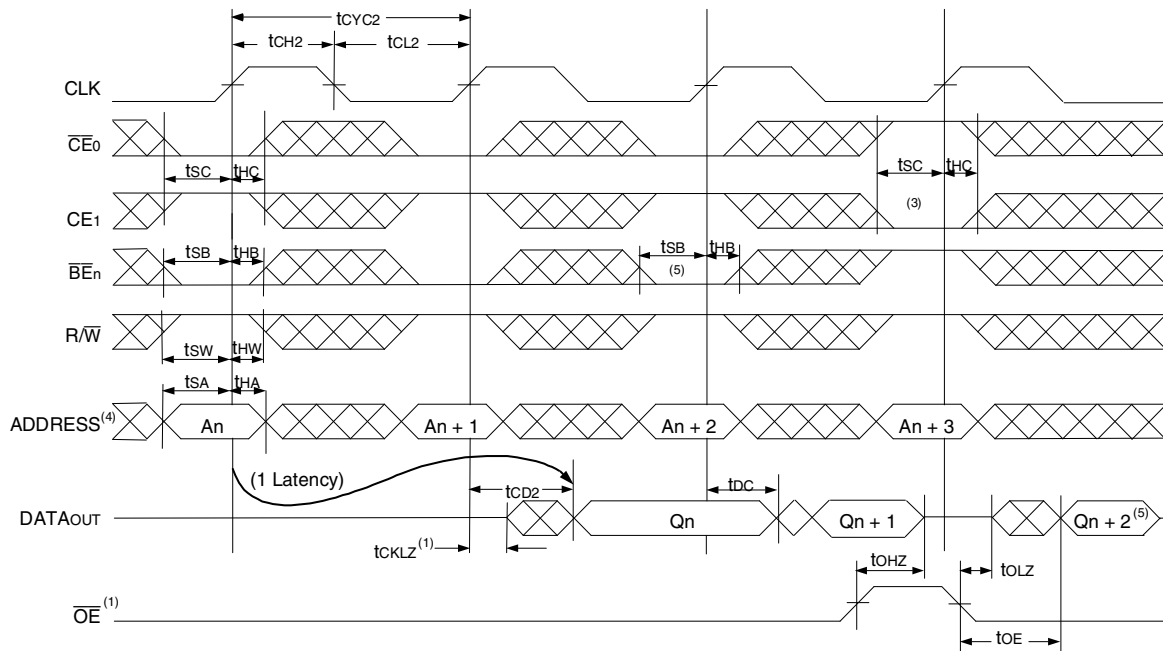 tCYC2
tCH2 tCL2
CLK
CE0
tSC tHC tSC tHC
CE1 (3)
tSB tHB tSB tHB
BEn (5)
R/W
tSW tHW
tSA tHA
ADDRESS(4) An An + 1 An + 2 An + 3
(1 Latency) tCD2 tDC
DATAOUT Qn Qn + 1 Qn + 2(5)
tCKLZ(1)
tOHZ tOLZ
OE(1)
tOE